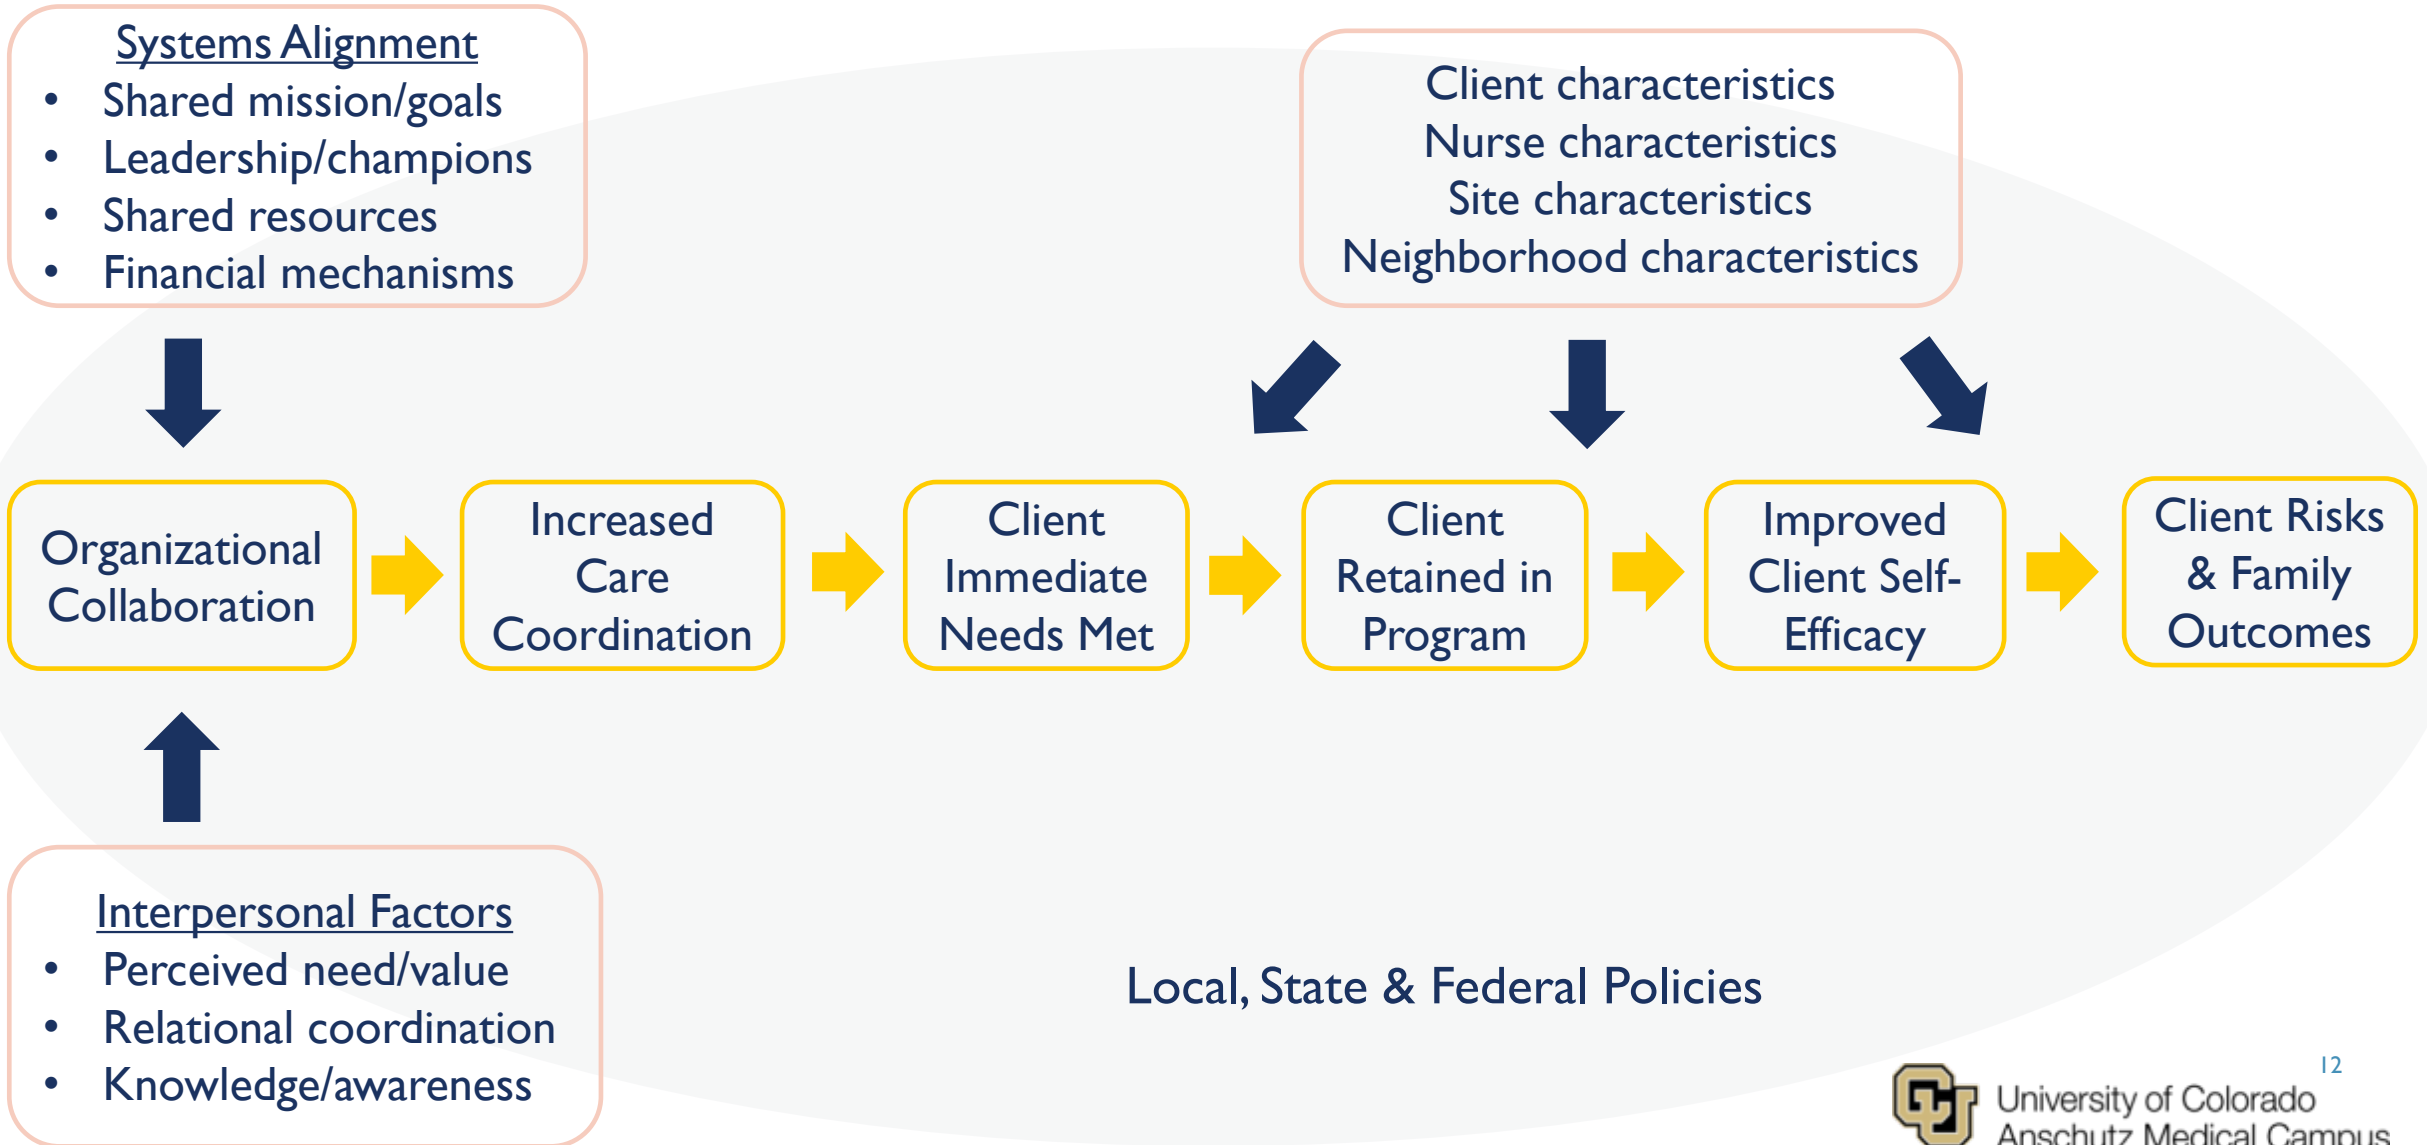 Systems Alignment
• Shared mission/goals
• Leadership/champions
• Shared resources
• Financial mechanisms
Client characteristics
Nurse characteristics
Site characteristics
Neighborhood characteristics
Organizational
Collaboration
Increased
Care
Coordination
Client
Immediate
Needs Met
Client
Retained in
Program
Improved
Client Self-
Efficacy
Client Risks
& Family
Outcomes
Interpersonal Factors
• Perceived need/value
• Relational coordination
• Knowledge/awareness
Local, State & Federal Policies
12
CU
University of Colorado
Anschutz Medical Campus